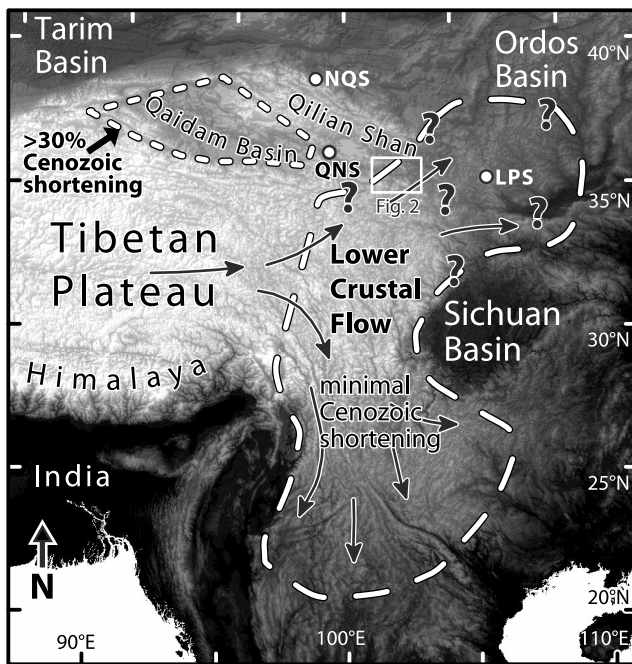 Tarim
Basin
Ordos
Basin
40°N
NQS
Qilian Shan
Qaidam Basin
>30%
Cenozoic
shortening
QNS
?
?
?
Fig. 2
?
LPS
35°N
?
?
Tibetan
Plateau
Lower
Crustal
Flow
Sichuan
Basin
30°N
Himalaya
minimal
Cenozoic
shortening
India
25°N
N
20°N
90°E
100°E
110°E